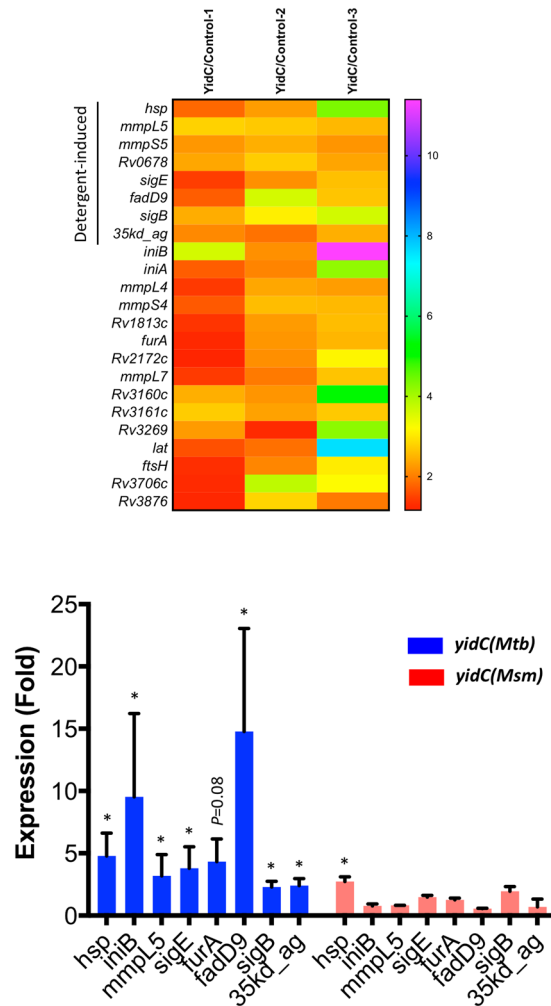 YidC/Control-1
YidC/Control-2
YidC/Control-3
Detergent-induced
hsp
mmpL5
mmpS5
Rv0678
sigE
fadD9
sigB
35kd_ag
iniB
iniA
mmpL4
mmpS4
Rv1813c
furA
Rv2172c
mmpL7
Rv3160c
Rv3161c
Rv3269
lat
ftsH
Rv3706c
Rv3876
10
8
6
4
2
Expression (Fold)
25
20
15
10
5
0
* * * * P=0.08 * * * *
yidC(Mtb)
yidC(Msm)
hsp
iniB
mmpL5
sigE
furA
fadD9
sigB
35kd_ag
hsp
iniB
mmpL5
sigE
furA
fadD9
sigB
35kd_ag